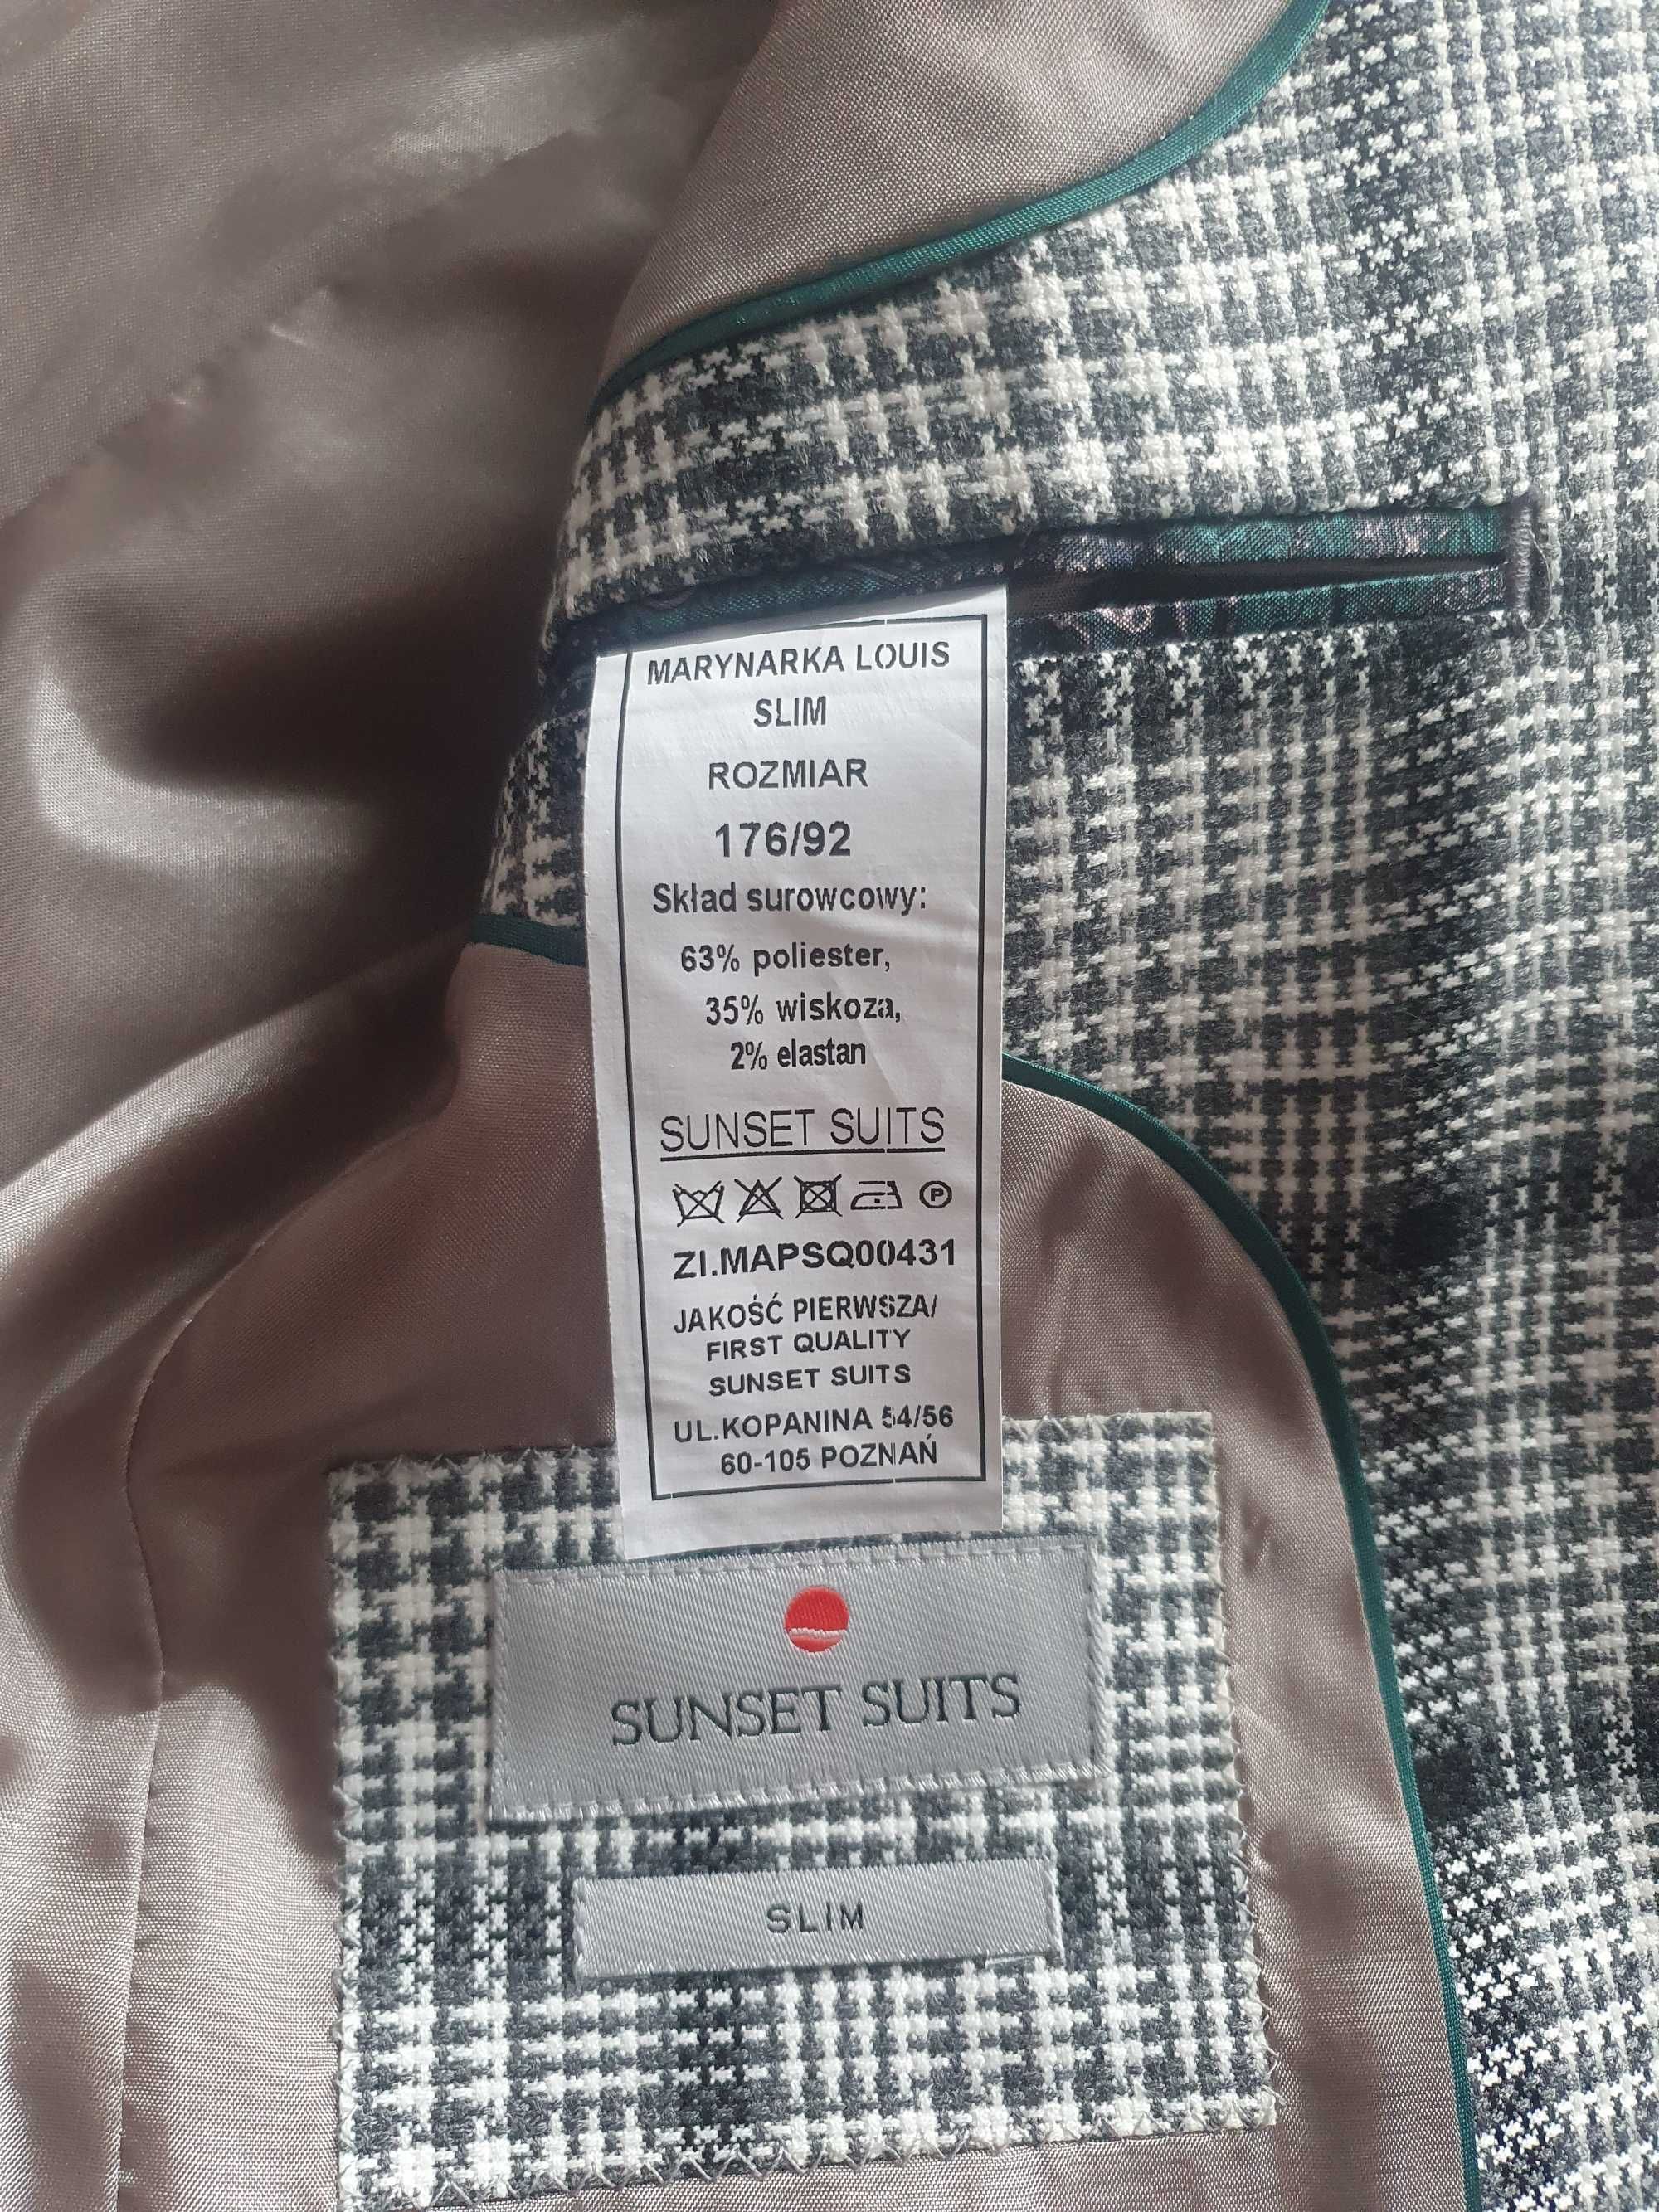 MARYNARKA LOUIS
SLIM
ROZMIAR
176/92
Skład surowcowy:
63% poliester,
35% wiskoza,
2% elastan
SUNSET SUITS
P
ZI.MAPSQ00431
JAKOŚĆ PIERWSZA/
FIRST QUALITY
SUNSET SUITS
UL.KOPANINA 54/56
60-105 POZNAŃ
SUNSET SUITS
SLIM